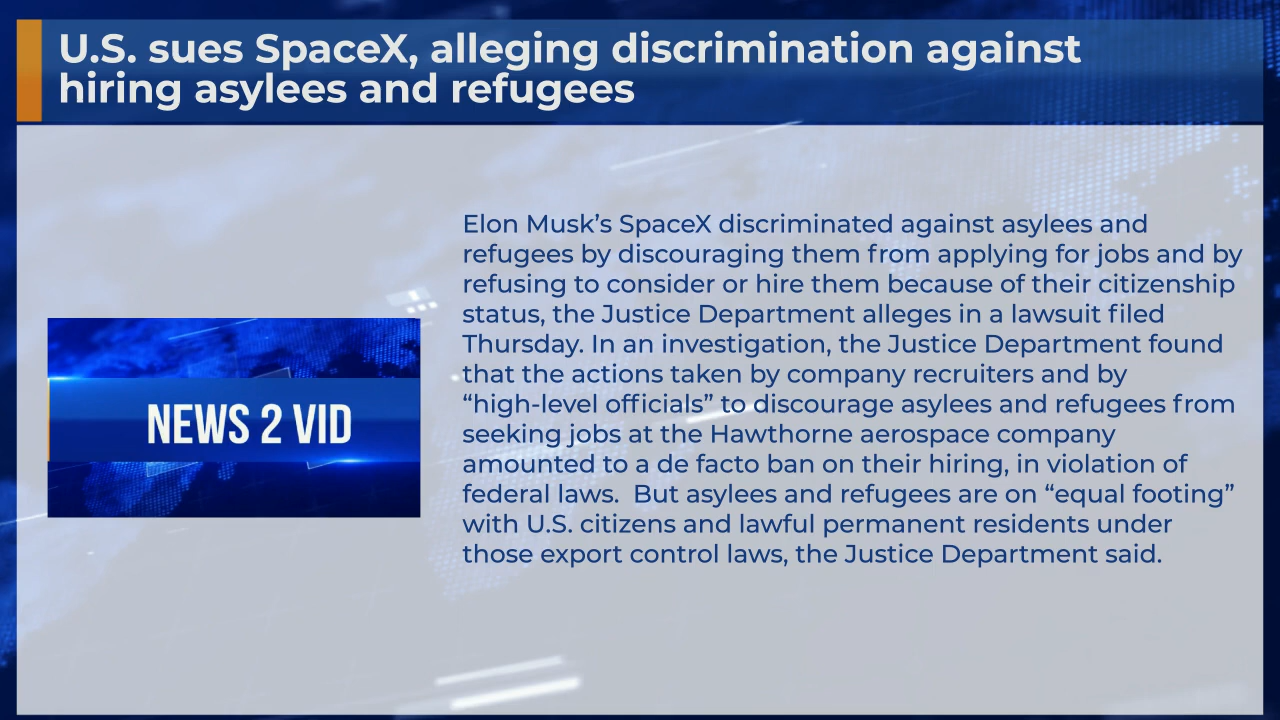 U.S. sues SpaceX, alleging discrimination against
hiring asylees and refugees
Elon Musk’s SpaceX discriminated against asylees and
refugees by discouraging them from applying for jobs and by
refusing to consider or hire them because of their citizenship
status, the Justice Department alleges in a lawsuit filed
Thursday. In an investigation, the Justice Department found
that the actions taken by company recruiters and by
“high-level officials” to discourage asylees and refugees from
seeking jobs at the Hawthorne aerospace company
amounted to a de facto ban on their hiring, in violation of
federal laws.  But asylees and refugees are on “equal footing”
with U.S. citizens and lawful permanent residents under
those export control laws, the Justice Department said.
NEWS 2 VID